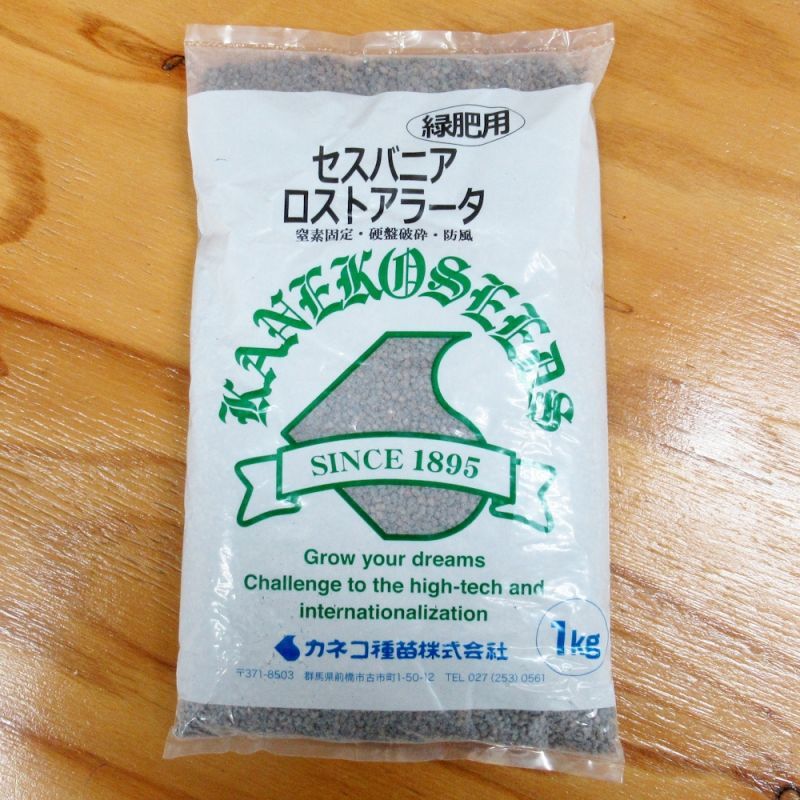 緑肥用
セスバニア
ロストアラータ
窒素固定・硬盤破砕・防風
KANEKOSEEDS
SINCE 1895
Grow your dreams
Challenge to the high-tech and
internationalization
1kg
カネコ種苗株式会社
〒371-8503 群馬県前橋市古市町1-50-12 TEL 027(253)0561